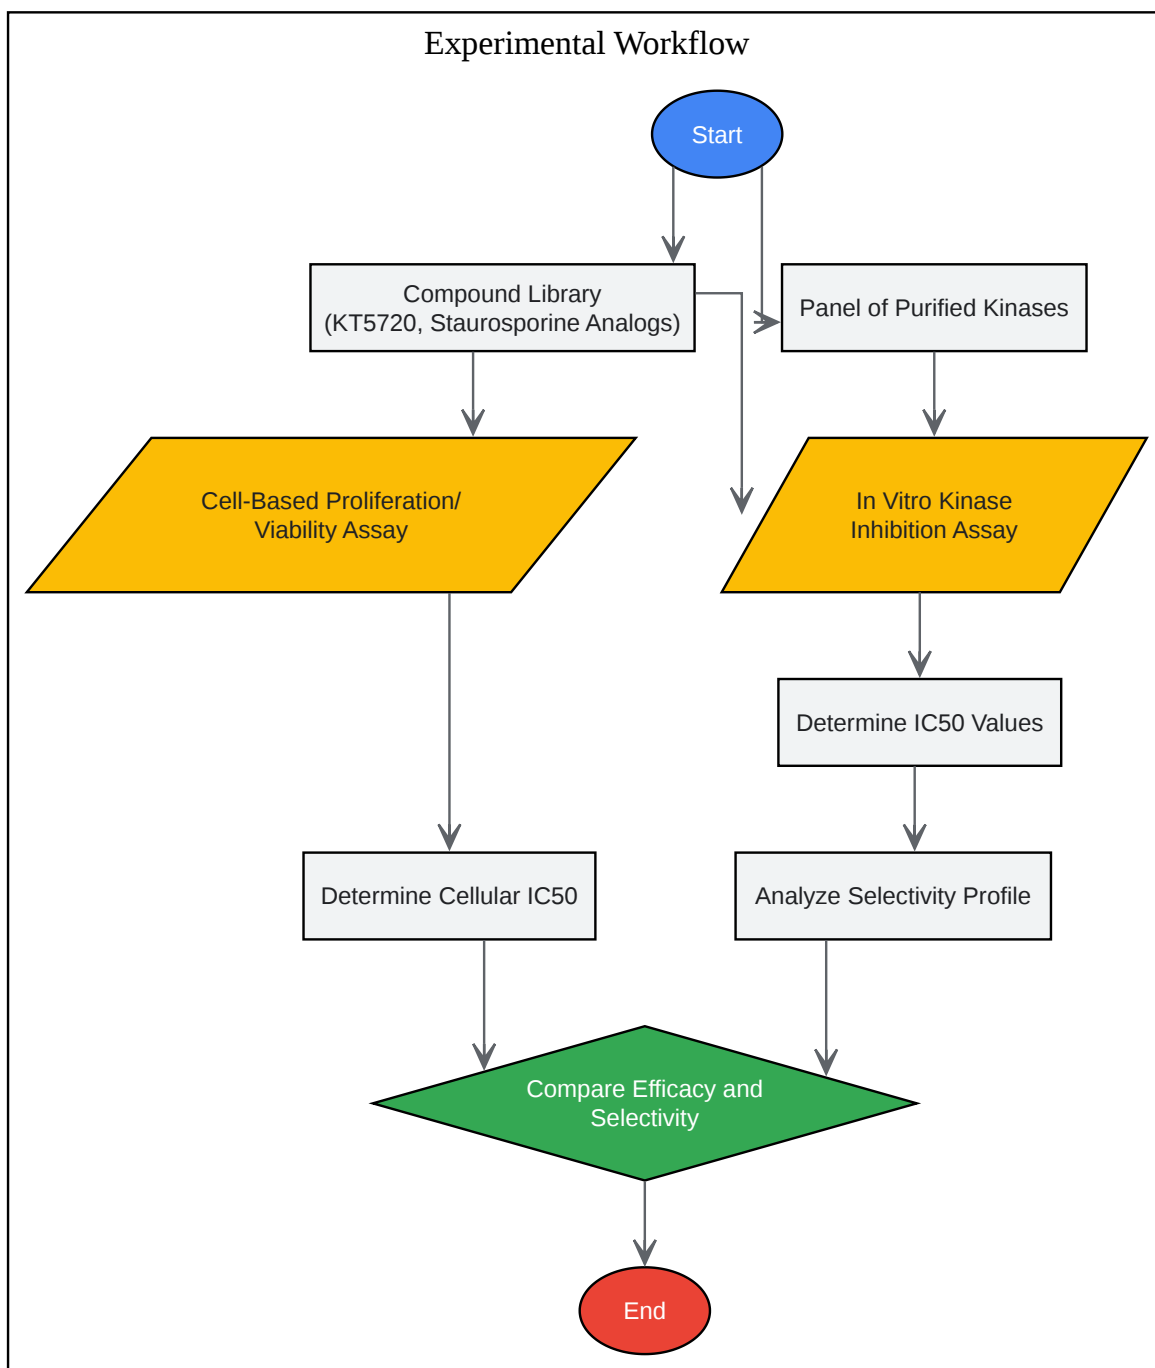 Experimental Workflow
Start
Compound Library
(KT5720, Staurosporine Analogs)
Panel of Purified Kinases
Cell-Based Proliferation/
Viability Assay
In Vitro Kinase
Inhibition Assay
Determine IC50 Values
Determine Cellular IC50
Analyze Selectivity Profile
Compare Efficacy and
Selectivity
End